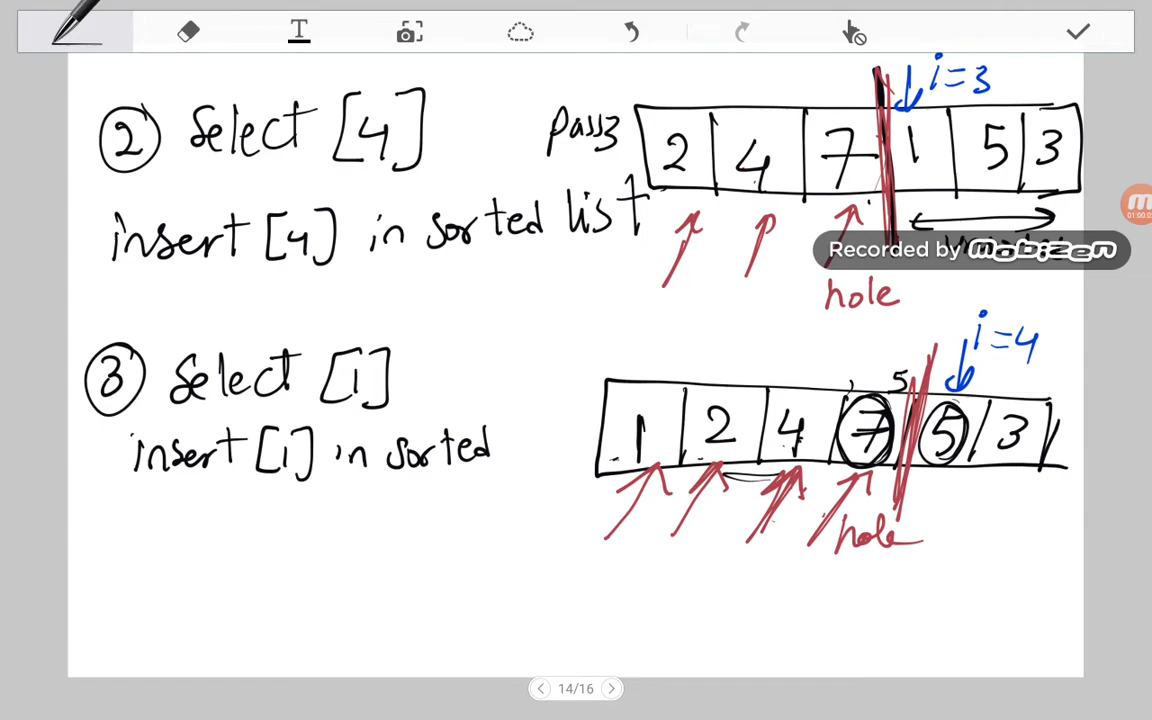 T
② Select [4]
pass3
2 4 7 1 5 3
i=3
insert [4] in sorted list
hole
Recorded by mobizen
M
③ Select [1]
insert [1] in sorted
i=4
5
1 2 4 7 5 3
hole
14/16